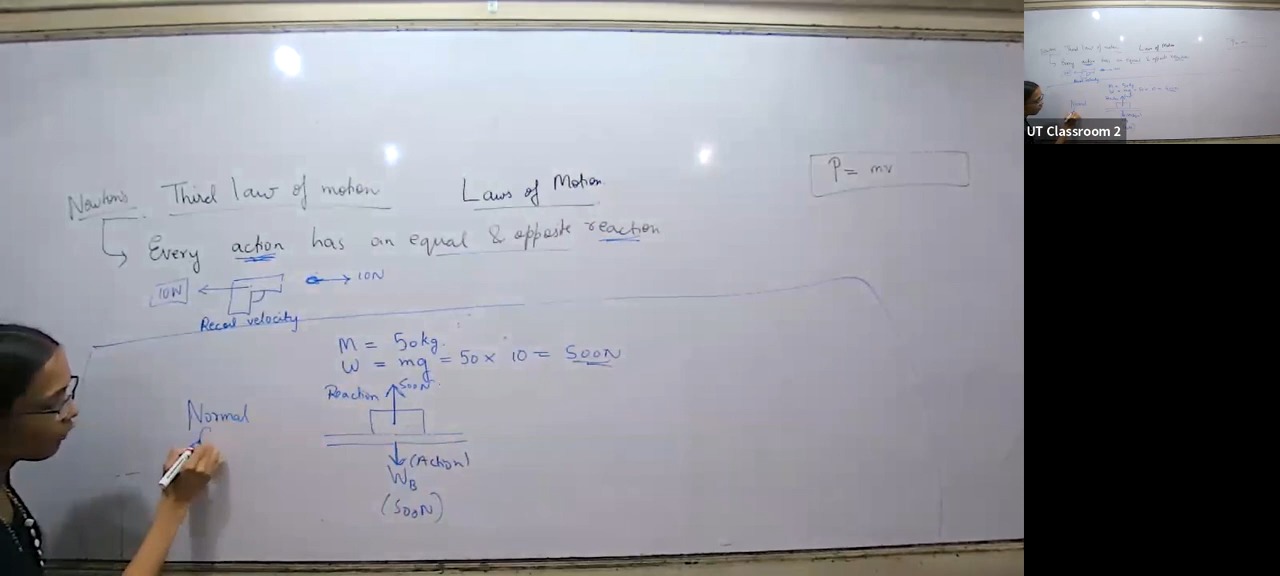 P = mv
Newton's Third law of motion Laws of Motion
Every action has an equal & opposite reaction
10N 10N
Recoel velocity
M = 50kg.
W = mg = 50 × 10 = 500N
Reaction 500N
Normal
(Action)
WB
(500N)
UT Classroom 2